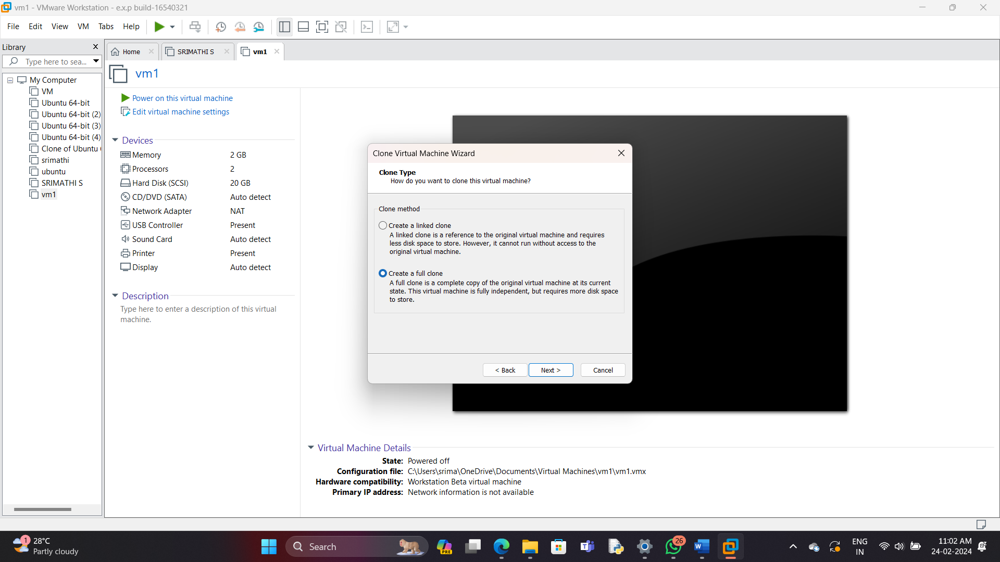 vm1 - VMware Workstation - e.x.p build-16540321
File Edit View VM Tabs Help
Library
Type here to sea...
My Computer
VM
Ubuntu 64-bit
Ubuntu 64-bit (2)
Ubuntu 64-bit (3)
Ubuntu 64-bit (4)
Clone of Ubuntu
srimathi
ubuntu
SRIMATHI S
vm1
Home SRIMATHI S vm1
vm1
Power on this virtual machine
Edit virtual machine settings
Devices
Memory 2 GB
Processors 2
Hard Disk (SCSI) 20 GB
CD/DVD (SATA) Auto detect
Network Adapter NAT
USB Controller Present
Sound Card Auto detect
Printer Present
Display Auto detect
Description
Type here to enter a description of this virtual
machine.
Clone Virtual Machine Wizard
Clone Type
How do you want to clone this virtual machine?
Clone method
Create a linked clone
A linked clone is a reference to the original virtual machine and requires
less disk space to store. However, it cannot run without access to the
original virtual machine.
Create a full clone
A full clone is a complete copy of the original virtual machine at its current
state. This virtual machine is fully independent, but requires more disk space
to store.
< Back Next > Cancel
Virtual Machine Details
State: Powered off
Configuration file: C:\Users\srima\OneDrive\Documents\Virtual Machines\vm1\vm1.vmx
Hardware compatibility: Workstation Beta virtual machine
Primary IP address: Network information is not available
1
28°C
Partly cloudy
Search
PRE
26
ENG
IN
11:02 AM
24-02-2024